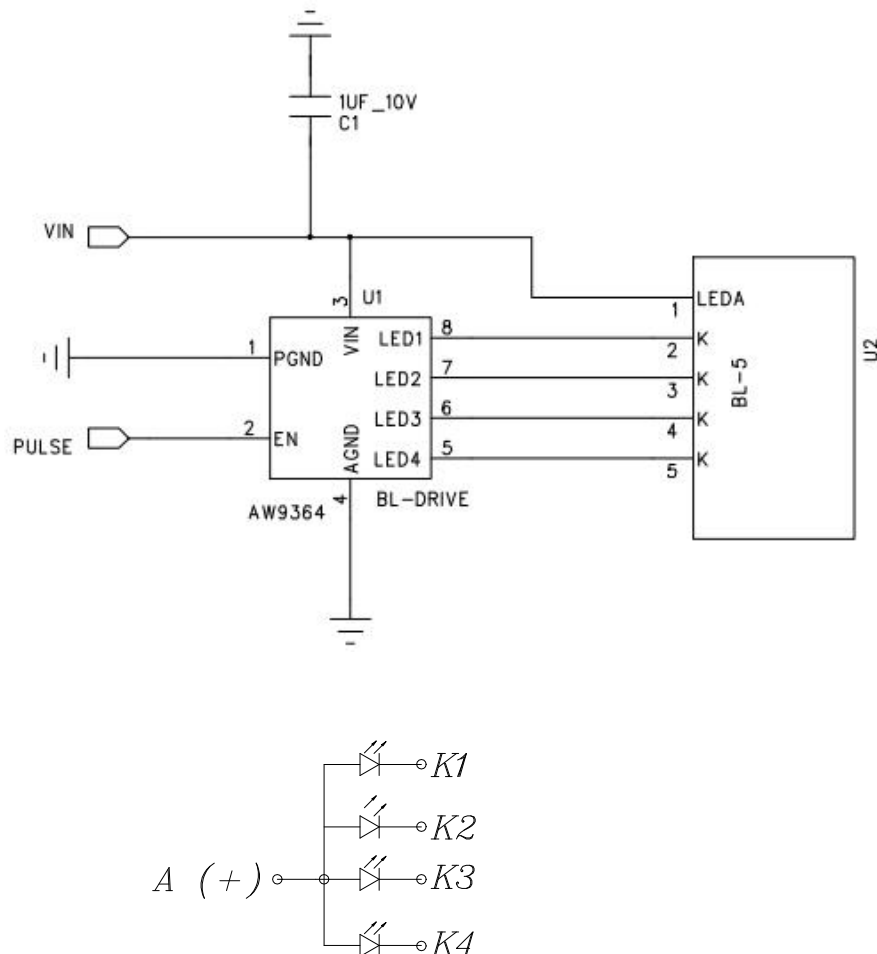 1UF_10V
C1
VIN
3
U1
VIN
1
PGND
LED1
8
LED2
7
LED3
6
LED4
5
PULSE
2
EN
AGND
4
AW9364
BL-DRIVE
1
LEDA
2
K
3
K
4
K
5
K
BL-5
U2
K1
K2
A (+)
K3
K4